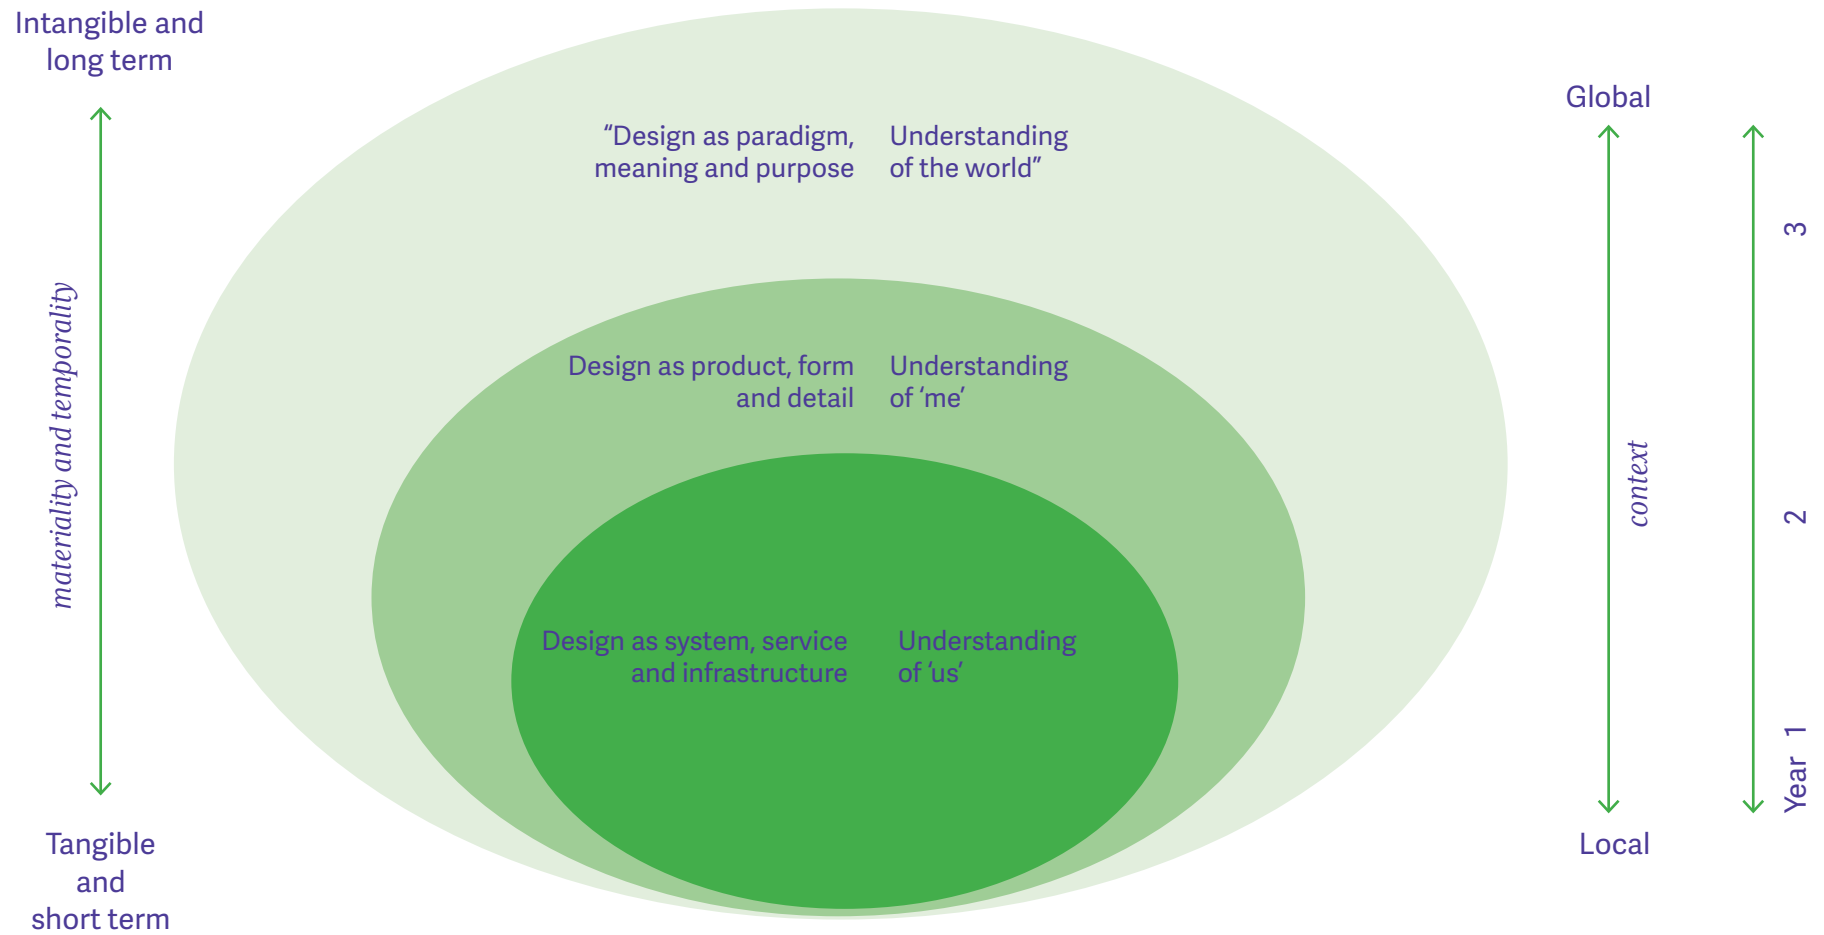 Intangible and
long term
materiality and temporality
Tangible
and
short term
“Design as paradigm,
meaning and purpose
Understanding
of the world”
Design as product, form
and detail
Understanding
of ‘me’
Design as system, service
and infrastructure
Understanding
of ‘us’
Global
context
Local
3
2
Year 1